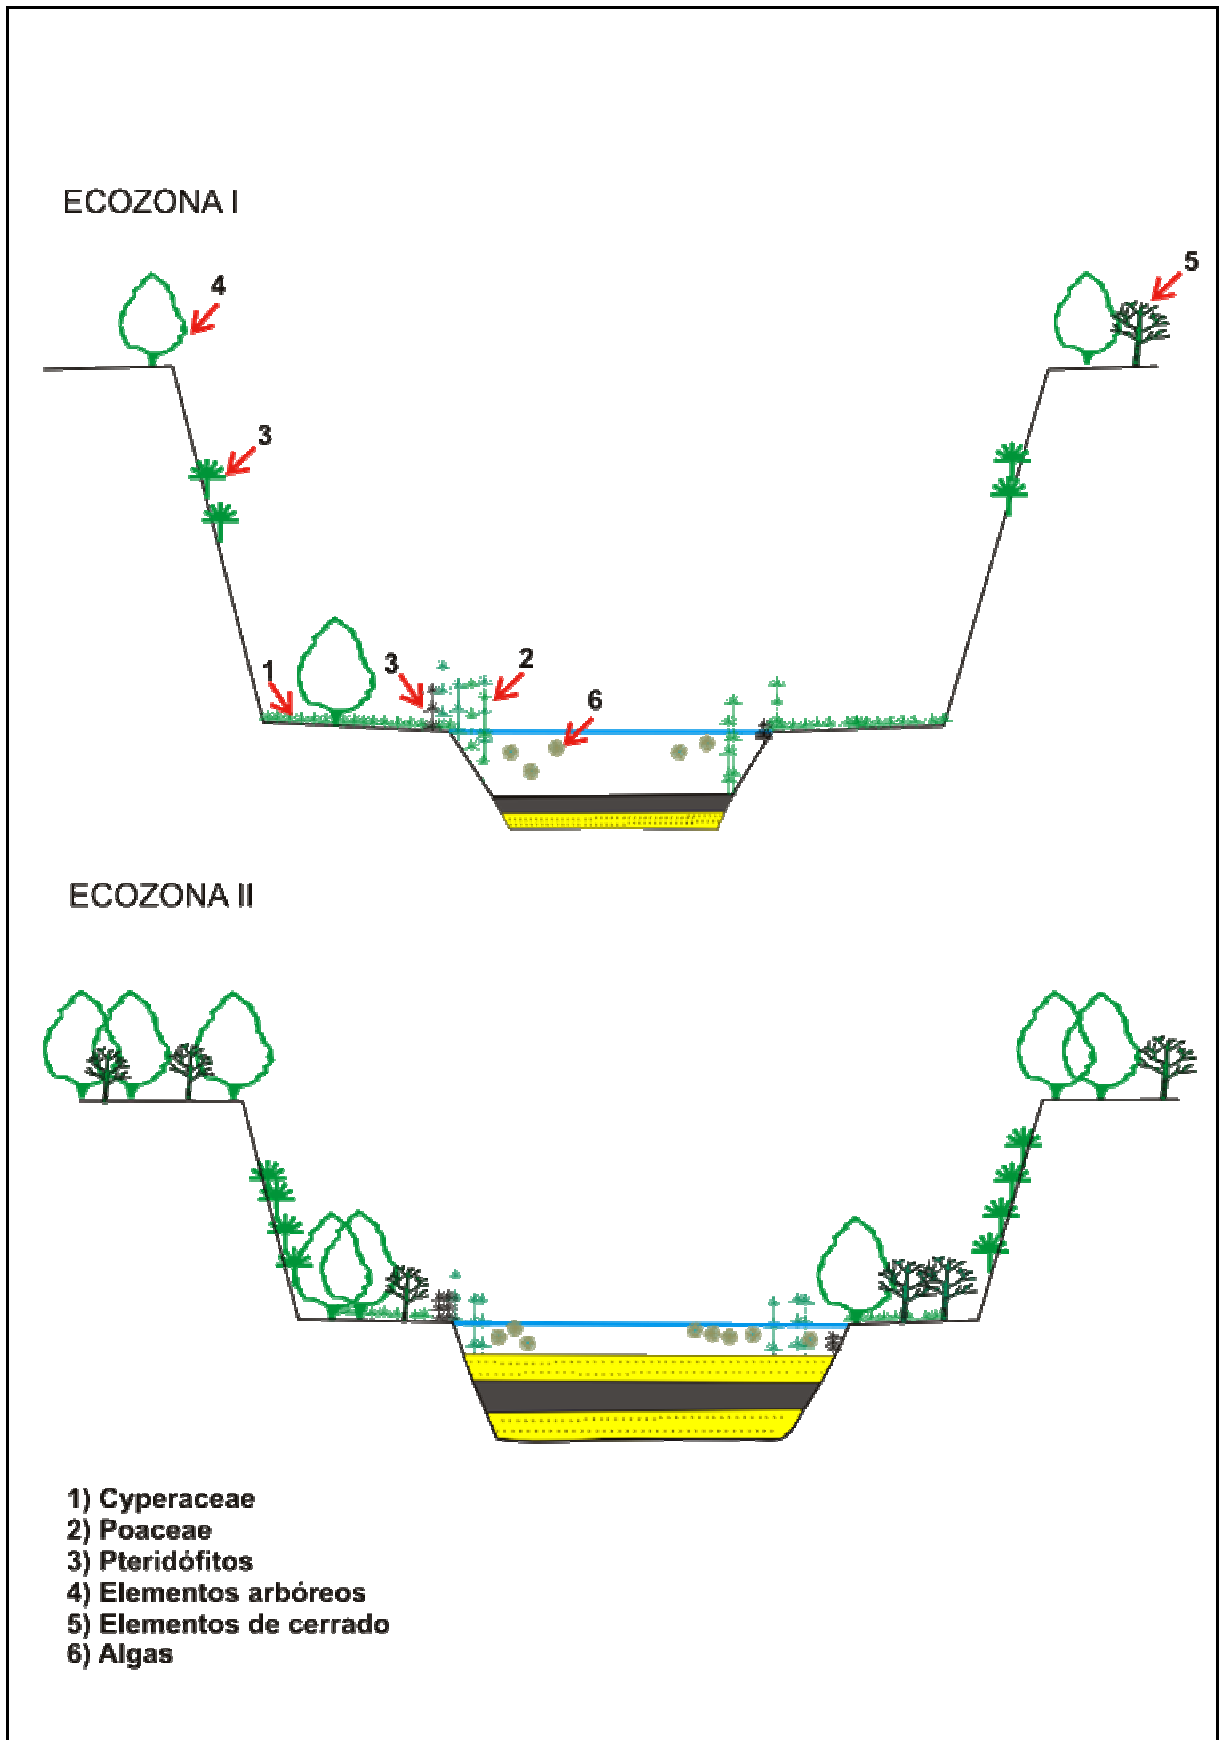 ECOZONA I
4
5
3
1
3
2
6
ECOZONA II
1) Cyperaceae
2) Poaceae
3) Pteridófitos
4) Elementos arbóreos
5) Elementos de cerrado
6) Algas